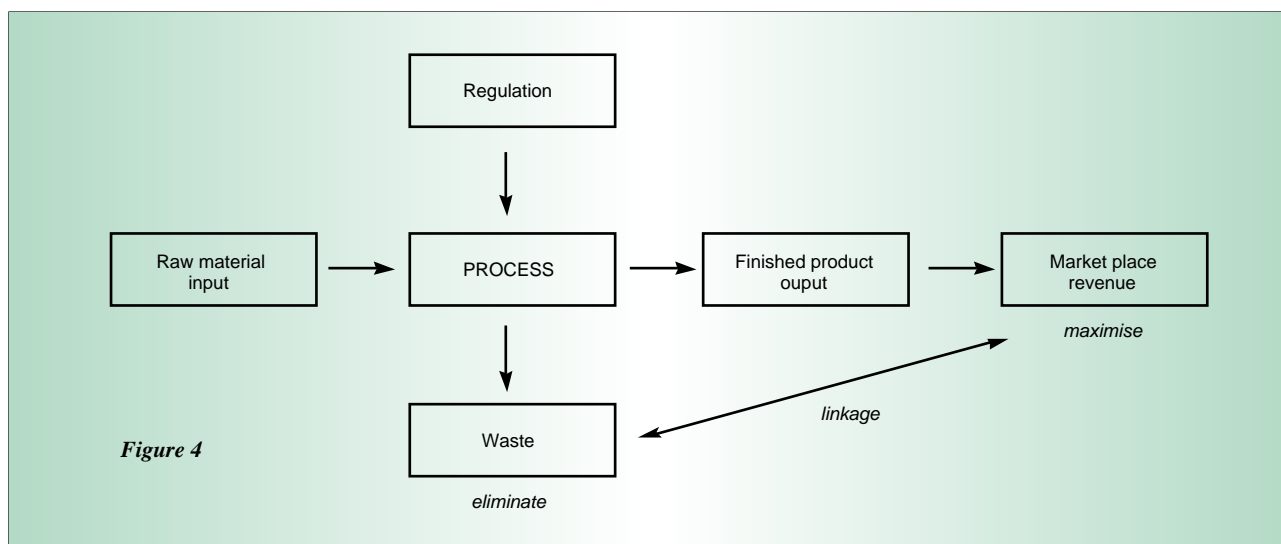 Regulation
Raw material
input
PROCESS
Finished product
ouput
Market place
revenue
maximise
linkage
Figure 4
Waste
eliminate